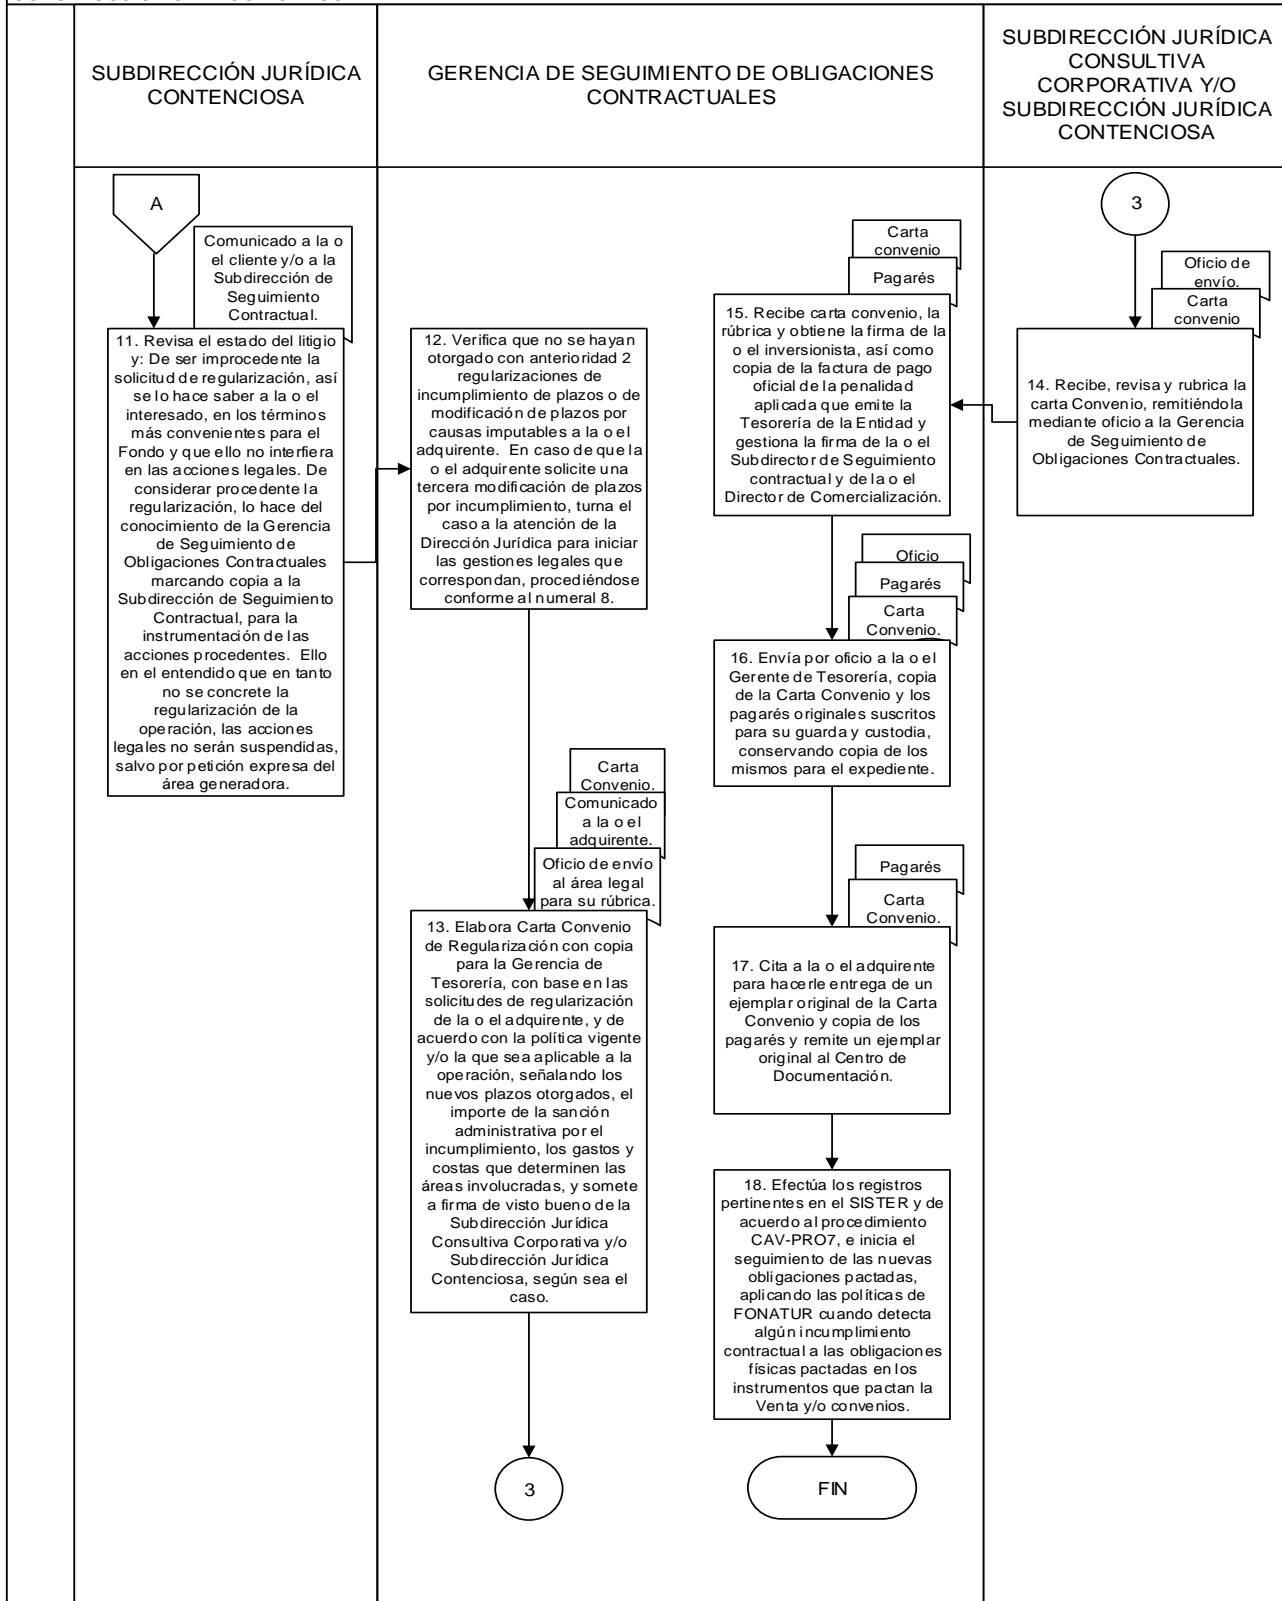 SUBDIRECCIÓN JURÍDICA
CONTENCIOSA
GERENCIA DE SEGUIMIENTO DE OBLIGACIONES
CONTRACTUALES
SUBDIRECCIÓN JURÍDICA
CONSULTIVA
CORPORATIVA Y/O
SUBDIRECCIÓN JURÍDICA
CONTENCIOSA
A
Comunicado a la o
el cliente y/o a la
Subdirección de
Seguimiento
Contractual.
11. Revisa el estado del litigio
y: De ser improcedente la
solicitud de regularización, así
se lo hace saber a la o el
interesado, en los términos
más convenientes para el
Fondo y que ello no interfiera
en las acciones legales. De
considerar procedente la
regularización, lo hace del
conocimiento de la Gerencia
de Seguimiento de
Obligaciones Contractuales
marcando copia a la
Subdirección de Seguimiento
Contractual, para la
instrumentación de las
acciones procedentes. Ello
en el entendido que en tanto
no se concrete la
regularización de la
operación, las acciones
legales no serán suspendidas,
salvo por petición expresa del
área generadora.
12. Verifica que no se hayan
otorgado con anterioridad 2
regularizaciones de
incumplimiento de plazos o de
modificación de plazos por
causas imputables a la o el
adquirente. En caso de que la
o el adquirente solicite una
tercera modificación de plazos
por incumplimiento, turna el
caso a la atención de la
Dirección Jurídica para iniciar
las gestiones legales que
correspondan, procediéndose
conforme al numeral 8.
Carta
Convenio.
Comunicado
a la o el
adquirente.
Oficio de envío
al área legal
para su rúbrica.
13. Elabora Carta Convenio
de Regularización con copia
para la Gerencia de
Tesorería, con base en las
solicitudes de regularización
de la o el adquirente, y de
acuerdo con la política vigente
y/o la que sea aplicable a la
operación, señalando los
nuevos plazos otorgados, el
importe de la sanción
administrativa por el
incumplimiento, los gastos y
costas que determinen las
áreas involucradas, y somete
a firma de visto bueno de la
Subdirección Jurídica
Consultiva Corporativa y/o
Subdirección Jurídica
Contenciosa, según sea el
caso.
3
3
Oficio de
envío.
Carta
convenio
14. Recibe, revisa y rubrica la
carta Convenio, remitiéndola
mediante oficio a la Gerencia
de Seguimiento de
Obligaciones Contractuales.
Carta
convenio
Pagarés
15. Recibe carta convenio, la
rúbrica y obtiene la firma de la
o el inversionista, así como
copia de la factura de pago
oficial de la penalidad
aplicada que emite la
Tesorería de la Entidad y
gestiona la firma de la o el
Subdirector de Seguimiento
contractual y de la o el
Director de Comercialización.
Oficio
Pagarés
Carta
Convenio.
16. Envía por oficio a la o el
Gerente de Tesorería, copia
de la Carta Convenio y los
pagarés originales suscritos
para su guarda y custodia,
conservando copia de los
mismos para el expediente.
Pagarés
Carta
Convenio.
17. Cita a la o el adquirente
para hacerle entrega de un
ejemplar original de la Carta
Convenio y copia de los
pagarés y remite un ejemplar
original al Centro de
Documentación.
18. Efectúa los registros
pertinentes en el SISTER y de
acuerdo al procedimiento
CAV-PRO7, e inicia el
seguimiento de las nuevas
obligaciones pactadas,
aplicando las políticas de
FONATUR cuando detecta
algún incumplimiento
contractual a las obligaciones
físicas pactadas en los
instrumentos que pactan la
Venta y/o convenios.
FIN